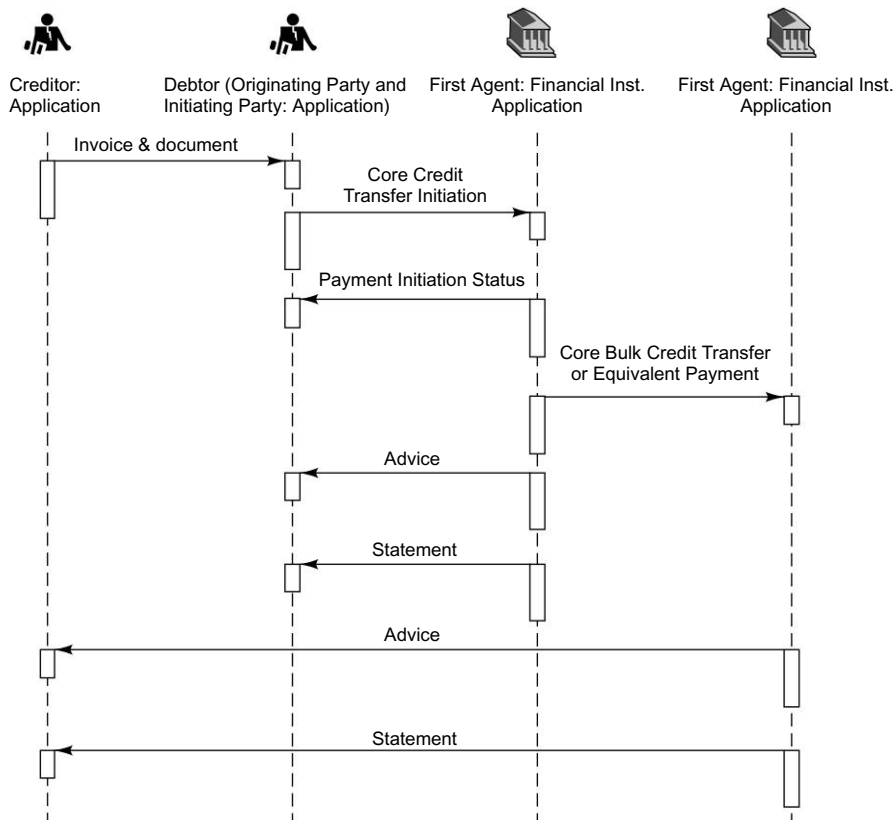 Creditor:
Application
Debtor (Originating Party and
Initiating Party: Application)
First Agent: Financial Inst.
Application
First Agent: Financial Inst.
Application
Invoice & document
Core Credit
Transfer Initiation
Payment Initiation Status
Core Bulk Credit Transfer
or Equivalent Payment
Advice
Statement
Advice
Statement